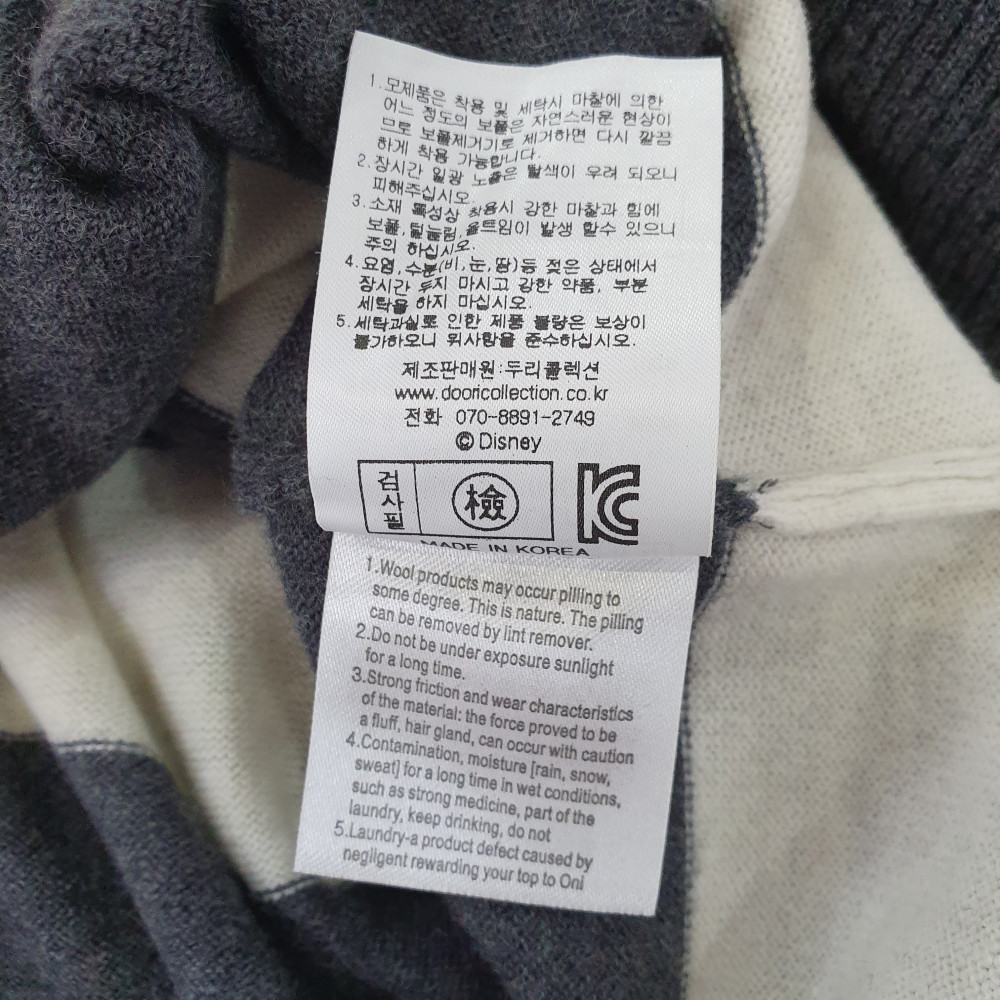 1.모제품은 착용 및 세탁시 마찰에 의한
어느 정도의 보풀은 자연스러운 현상이
므로 보풀제거기로 제거하면 다시 깔끔
하게 착용 가능합니다.
2.장시간 일광 노출은 탈색이 우려 되오니
피해주십시오.
3.소재 특성상 착용시 강한 마찰과 힘에
보풀,털눌림,올트임이 발생 할수 있으니
주의 하십시오.
4.요염,수분(비,눈,땀)등 젖은 상태에서
장시간 두지 마시고 강한 약품, 부분
세탁을 하지 마십시오.
5.세탁과실로 인한 제품 불량은 보상이
불가하오니 위사항을 준수하십시오.
제조판매원:두리콜렉션
www.dooricollection.co.kr
전화 070-8891-2749
© Disney
검사필 檢
MADE IN KOREA
1.Wool products may occur pilling to
some degree. This is nature. The pilling
can be removed by lint remover.
2.Do not be under exposure sunlight
for a long time.
3.Strong friction and wear characteristics
of the material: the force proved to be
a fluff, hair gland, can occur with caution
4.Contamination, moisture [rain, snow,
sweat] for a long time in wet conditions,
such as strong medicine, part of the
laundry, keep drinking, do not
5.Laundry-a product defect caused by
negligent rewarding your top to Oni